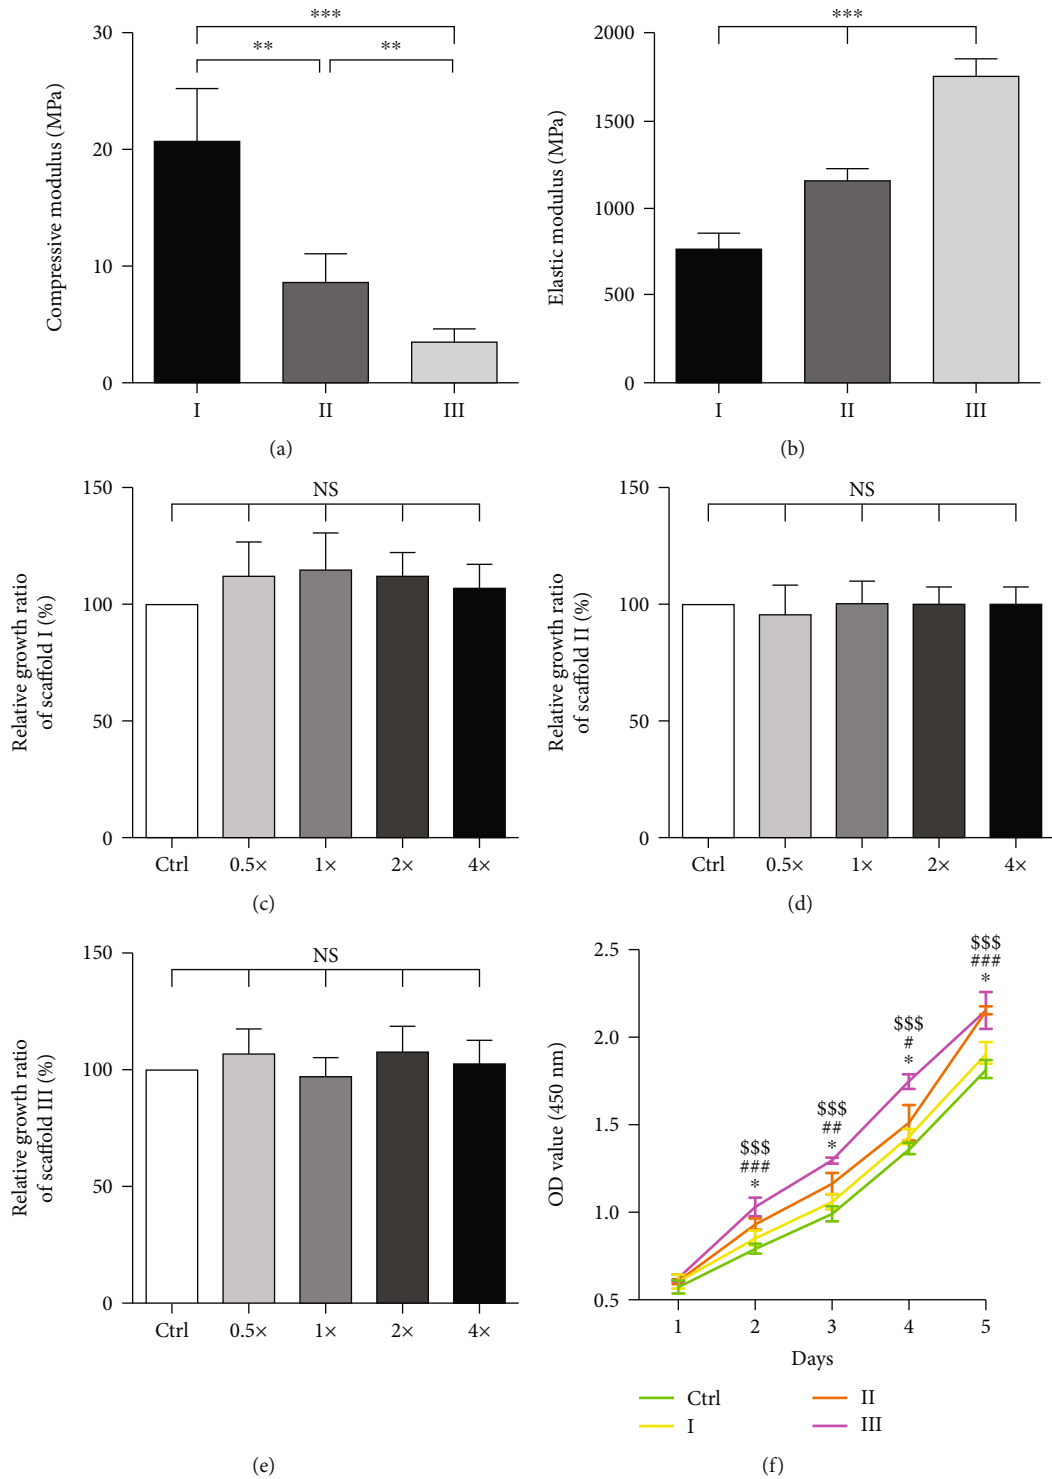 Compressive modulus (MPa)
30
20
10
0
***
**
**
I
II
III
(a)
Elastic modulus (MPa)
2000
1500
1000
500
0
***
I
II
III
(b)
Relative growth ratio
of scaffold I (%)
150
100
50
0
NS
Ctrl
0.5×
1×
2×
4×
(c)
Relative growth ratio
of scaffold II (%)
150
100
50
0
NS
Ctrl
0.5×
1×
2×
4×
(d)
Relative growth ratio
of scaffold III (%)
150
100
50
0
NS
Ctrl
0.5×
1×
2×
4×
(e)
OD value (450 nm)
2.5
2.0
1.5
1.0
0.5
$$$
###
*
$$$
##
*
$$$
#
*
$$$
###
*
1
2
3
4
5
Days
Ctrl
I
II
III
(f)